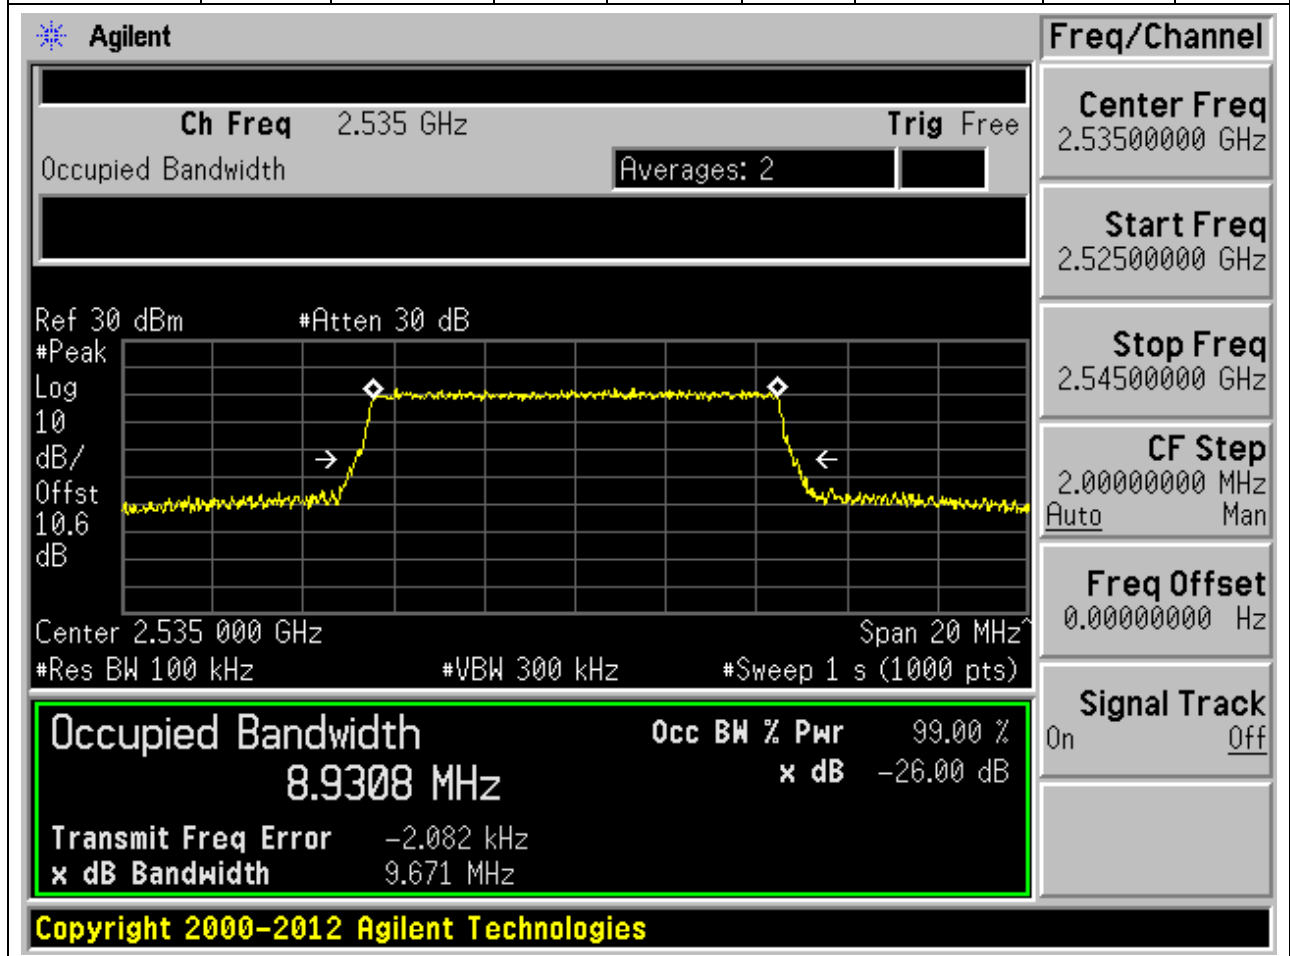 Agilent
Freq/Channel
Ch Freq 2.535 GHz Trig Free
Occupied Bandwidth Averages: 2
Center Freq
2.53500000 GHz
Start Freq
2.52500000 GHz
Stop Freq
2.54500000 GHz
CF Step
2.00000000 MHz
Auto Man
Freq Offset
0.00000000 Hz
Signal Track
On Off
Ref 30 dBm #Atten 30 dB
#Peak
Log
10
dB/
Offst
10.6
dB
Center 2.535 000 GHz Span 20 MHz^
#Res BW 100 kHz #VBW 300 kHz #Sweep 1 s (1000 pts)
Occupied Bandwidth Occ BW % Pwr 99.00 %
8.9308 MHz x dB -26.00 dB
Transmit Freq Error -2.082 kHz
x dB Bandwidth 9.671 MHz
Copyright 2000-2012 Agilent Technologies